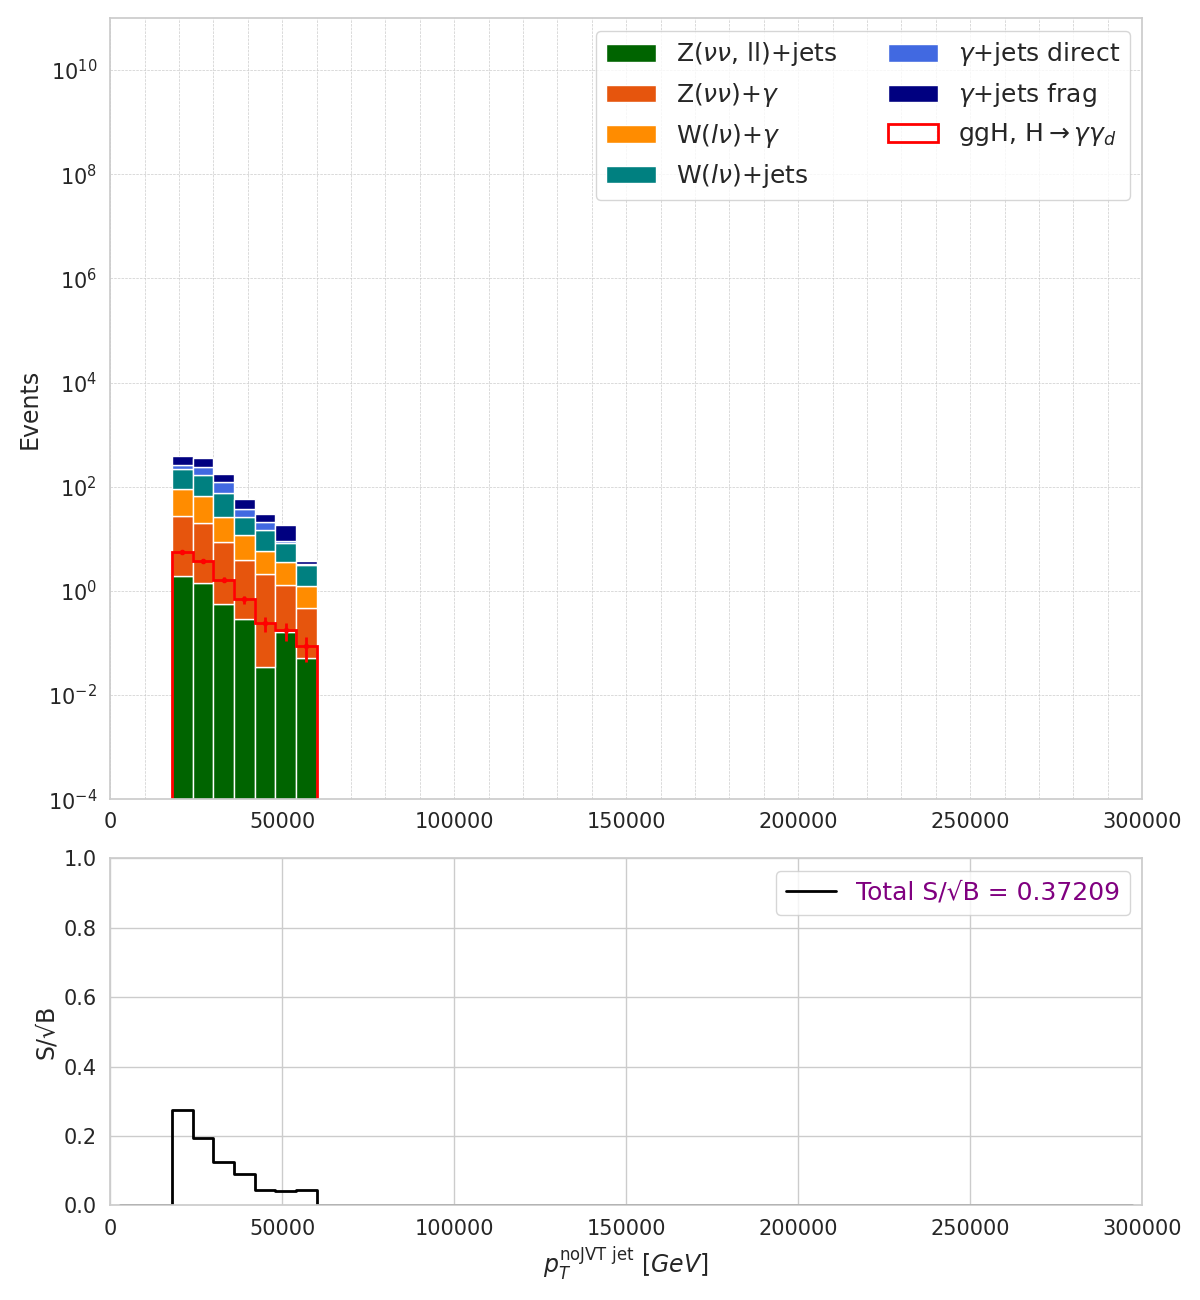 Z(νν, ll)+jets
Z(νν)+γ
W(lν)+γ
W(lν)+jets
γ+jets direct
γ+jets frag
ggH, H→γγ_d
Events
10^10
10^8
10^6
10^4
10^2
10^0
10^−2
10^−4
0 50000 100000 150000 200000 250000 300000
Total S/√B = 0.37209
S/√B
1.0
0.8
0.6
0.4
0.2
0.0
0 50000 100000 150000 200000 250000 300000
p_T^noJVT jet [GeV]